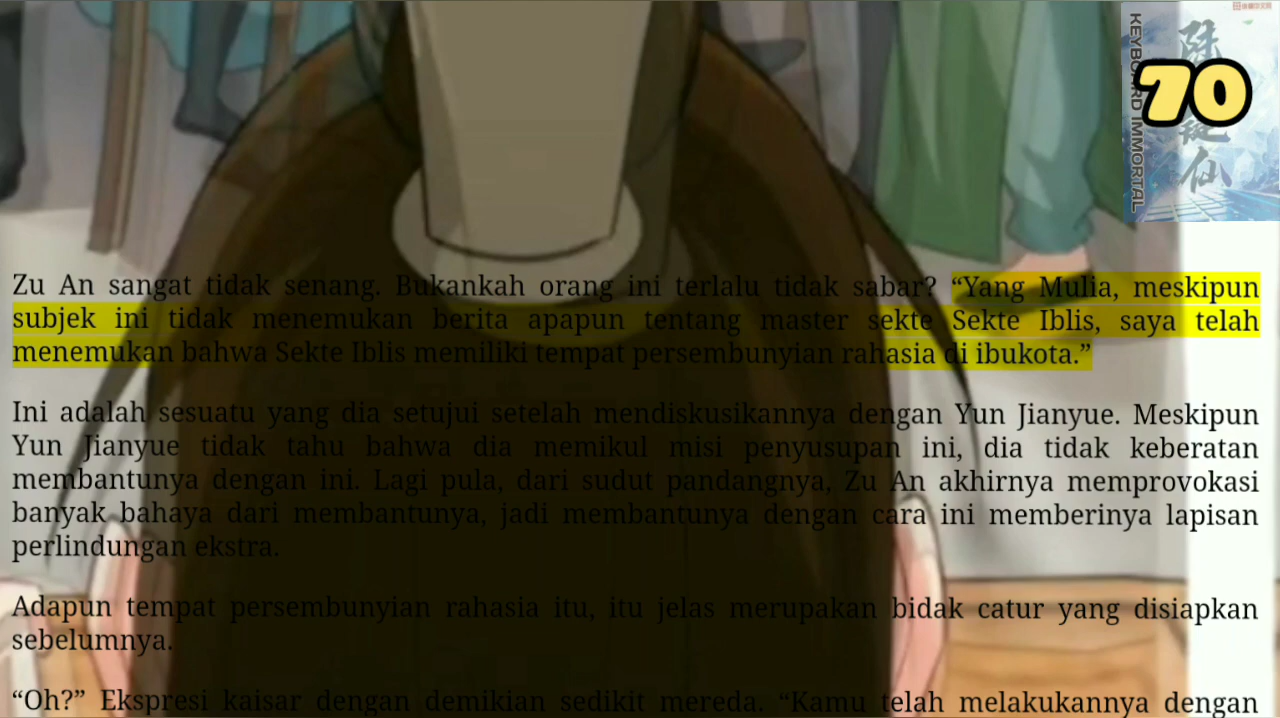 KEYBOARD IMMORTAL
70
Zu An sangat tidak senang. Bukankah orang ini terlalu tidak sabar? “Yang Mulia, meskipun
subjek ini tidak menemukan berita apapun tentang master sekte Sekte Iblis, saya telah
menemukan bahwa Sekte Iblis memiliki tempat persembunyian rahasia di ibukota.”
Ini adalah sesuatu yang dia setujui setelah mendiskusikannya dengan Yun Jianyue. Meskipun
Yun Jianyue tidak tahu bahwa dia memikul misi penyusupan ini, dia tidak keberatan
membantunya dengan ini. Lagi pula, dari sudut pandangnya, Zu An akhirnya memprovokasi
banyak bahaya dari membantunya, jadi membantunya dengan cara ini memberinya lapisan
perlindungan ekstra.
Adapun tempat persembunyian rahasia itu, itu jelas merupakan bidak catur yang disiapkan
sebelumnya.
“Oh?” Ekspresi kaisar dengan demikian sedikit mereda. “Kamu telah melakukannya dengan